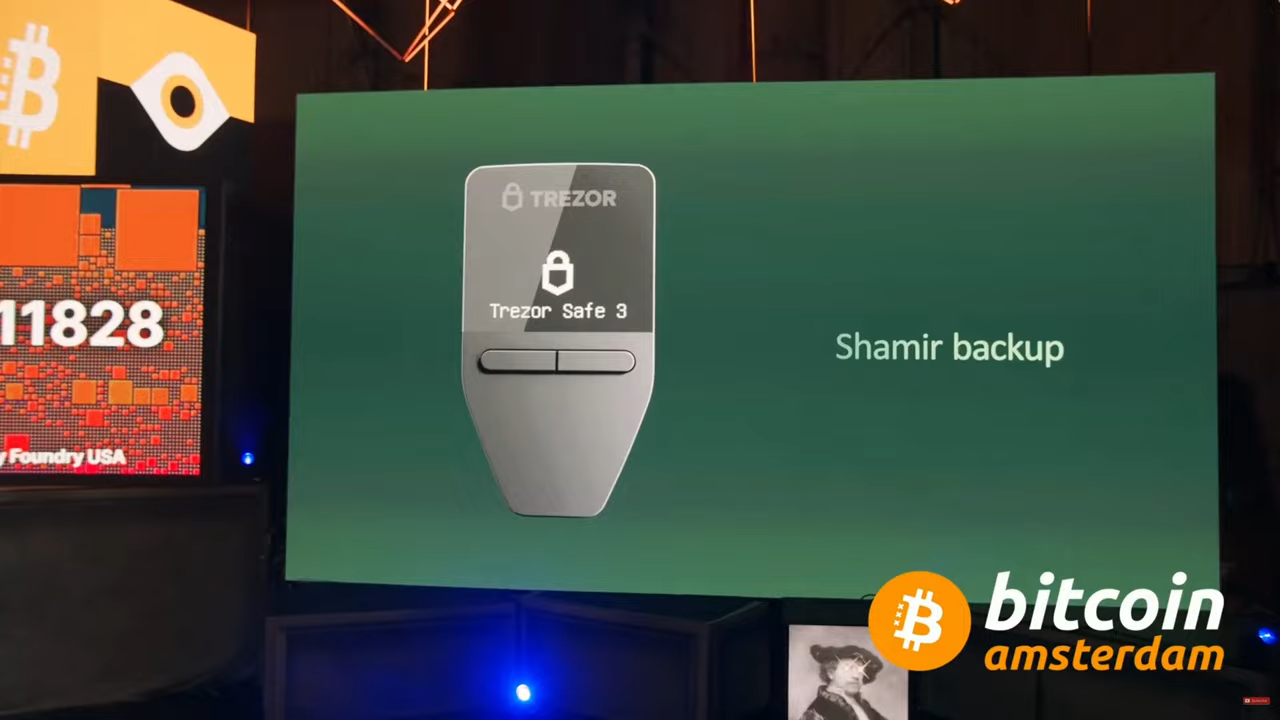 TREZOR
Trezor Safe 3
Shamir backup
11828
Foundry USA
bitcoin
amsterdam